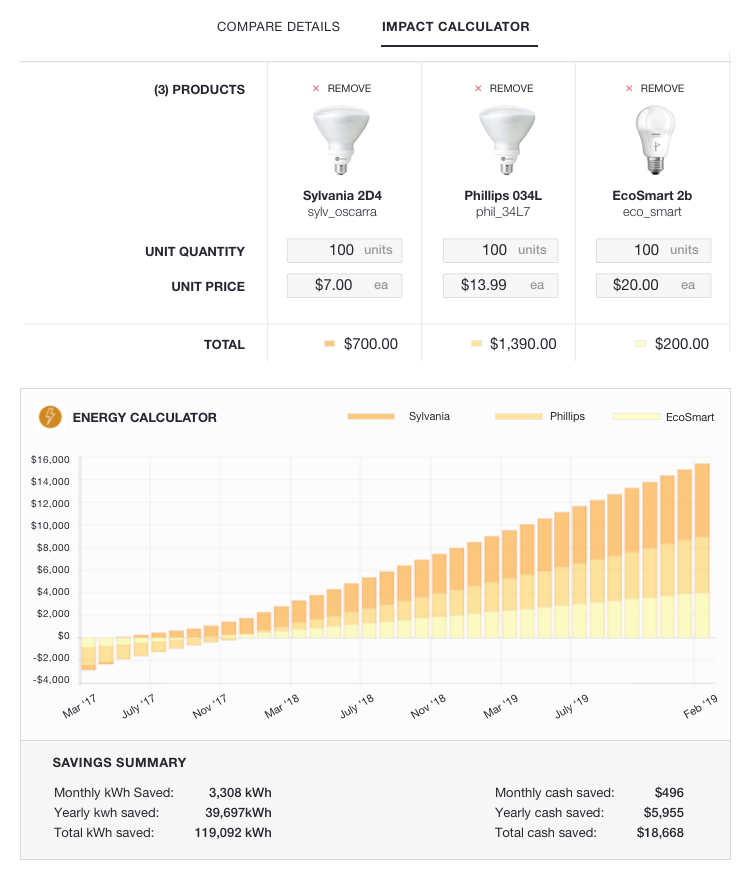 COMPARE DETAILS IMPACT CALCULATOR
(3) PRODUCTS × REMOVE × REMOVE × REMOVE
Sylvania 2D4 Phillips 034L EcoSmart 2b
sylv_oscarra phil_34L7 eco_smart
UNIT QUANTITY 100 units 100 units 100 units
UNIT PRICE $7.00 ea $13.99 ea $20.00 ea
TOTAL $700.00 $1,390.00 $200.00
ENERGY CALCULATOR Sylvania Phillips EcoSmart
$16,000
$14,000
$12,000
$10,000
$8,000
$6,000
$4,000
$2,000
$0
-$2,000
-$4,000
Mar '17 July '17 Nov '17 Mar '18 July '18 Nov '18 Mar '19 July '19 Feb '19
SAVINGS SUMMARY
Monthly kWh Saved: 3,308 kWh Monthly cash saved: $496
Yearly kwh saved: 39,697kWh Yearly cash saved: $5,955
Total kWh saved: 119,092 kWh Total cash saved: $18,668